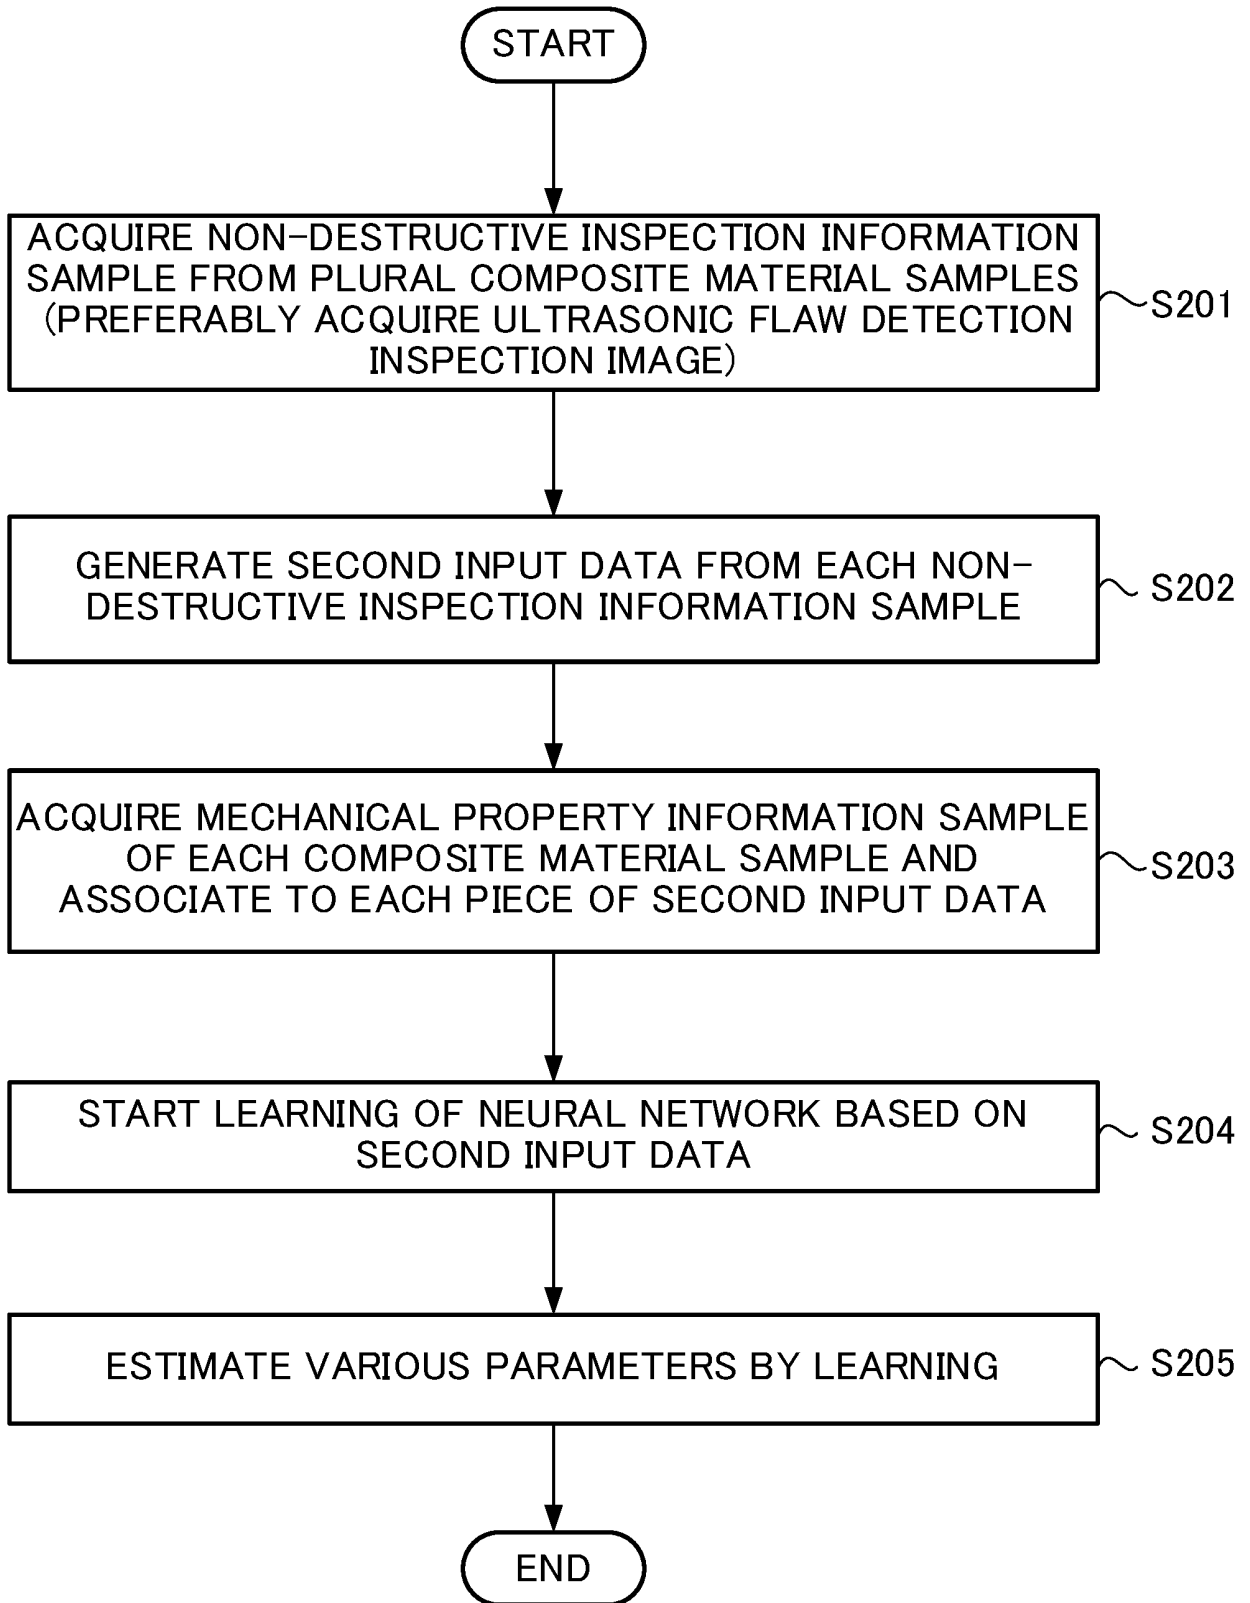 START
ACQUIRE NON-DESTRUCTIVE INSPECTION INFORMATION
SAMPLE FROM PLURAL COMPOSITE MATERIAL SAMPLES
(PREFERABLY ACQUIRE ULTRASONIC FLAW DETECTION
INSPECTION IMAGE)
S201
GENERATE SECOND INPUT DATA FROM EACH NON-
DESTRUCTIVE INSPECTION INFORMATION SAMPLE
S202
ACQUIRE MECHANICAL PROPERTY INFORMATION SAMPLE
OF EACH COMPOSITE MATERIAL SAMPLE AND
ASSOCIATE TO EACH PIECE OF SECOND INPUT DATA
S203
START LEARNING OF NEURAL NETWORK BASED ON
SECOND INPUT DATA
S204
ESTIMATE VARIOUS PARAMETERS BY LEARNING
S205
END